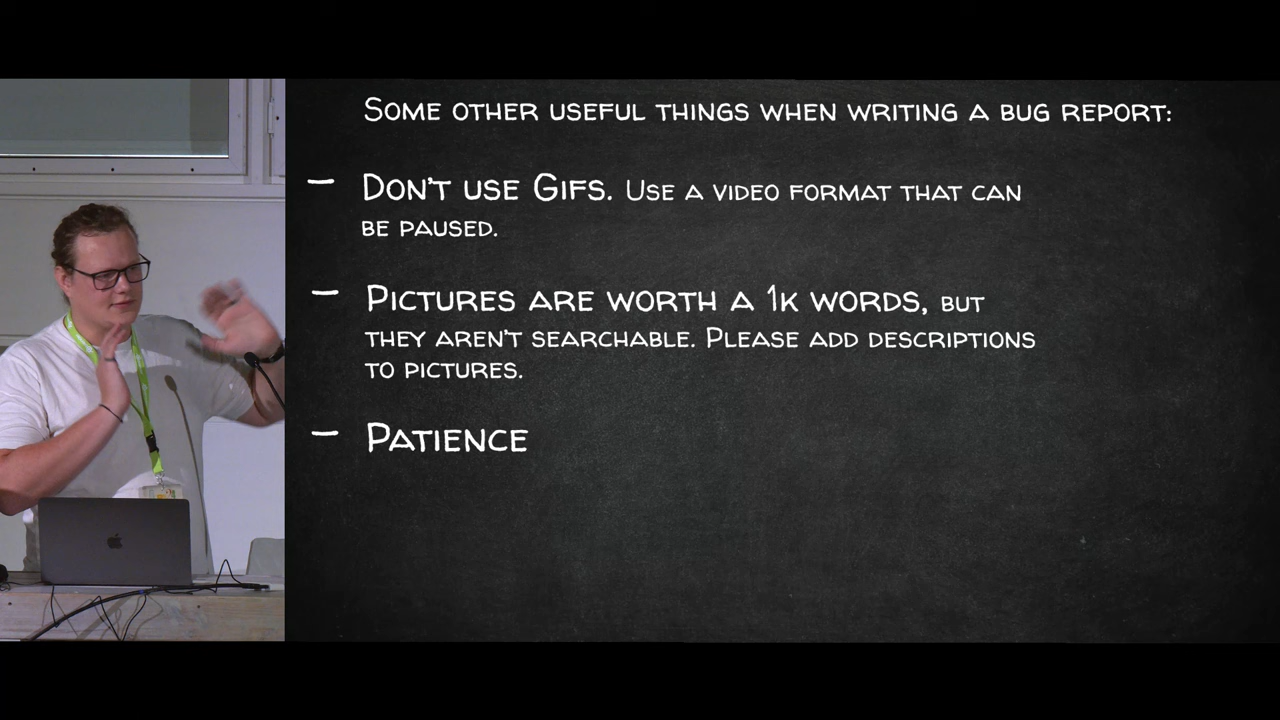 Some other useful things when writing a bug report:
– Don't use Gifs. Use a video format that can
be paused.
– Pictures are worth a 1k words, but
they aren't searchable. Please add descriptions
to pictures.
– Patience